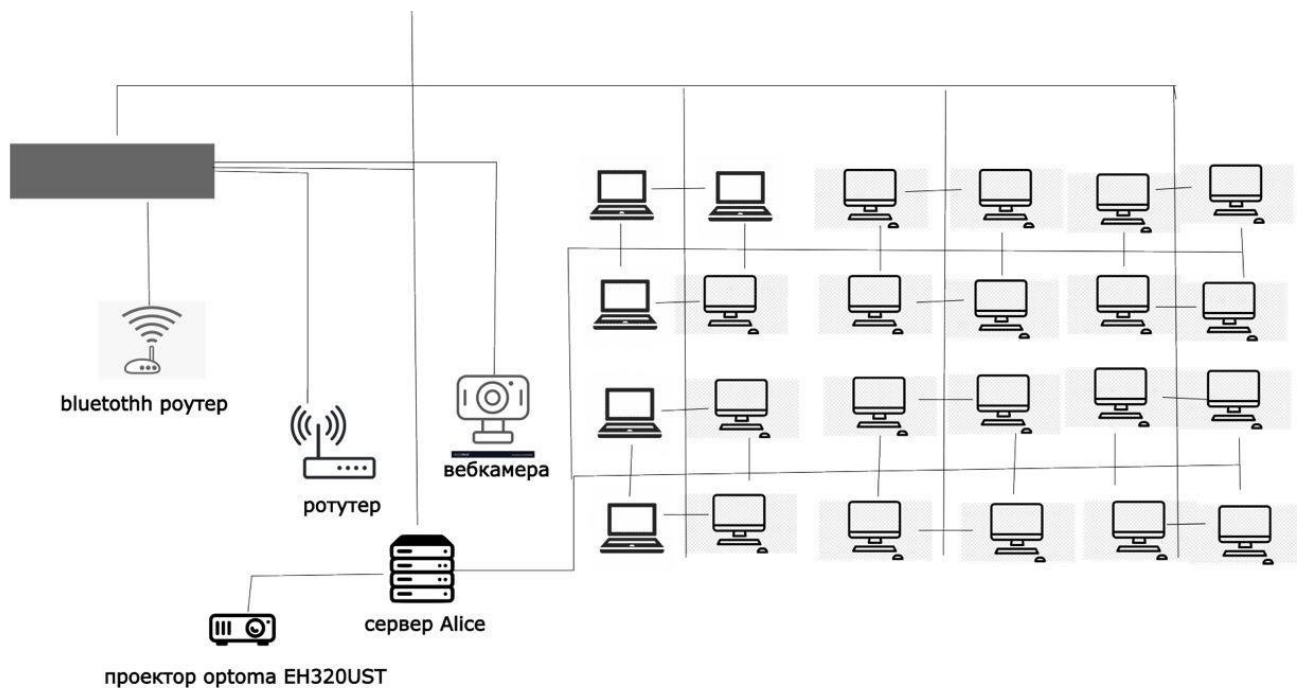 bluetothh роутер
вебкамера
ротутер
сервер Alice
проектор optoma EH320UST